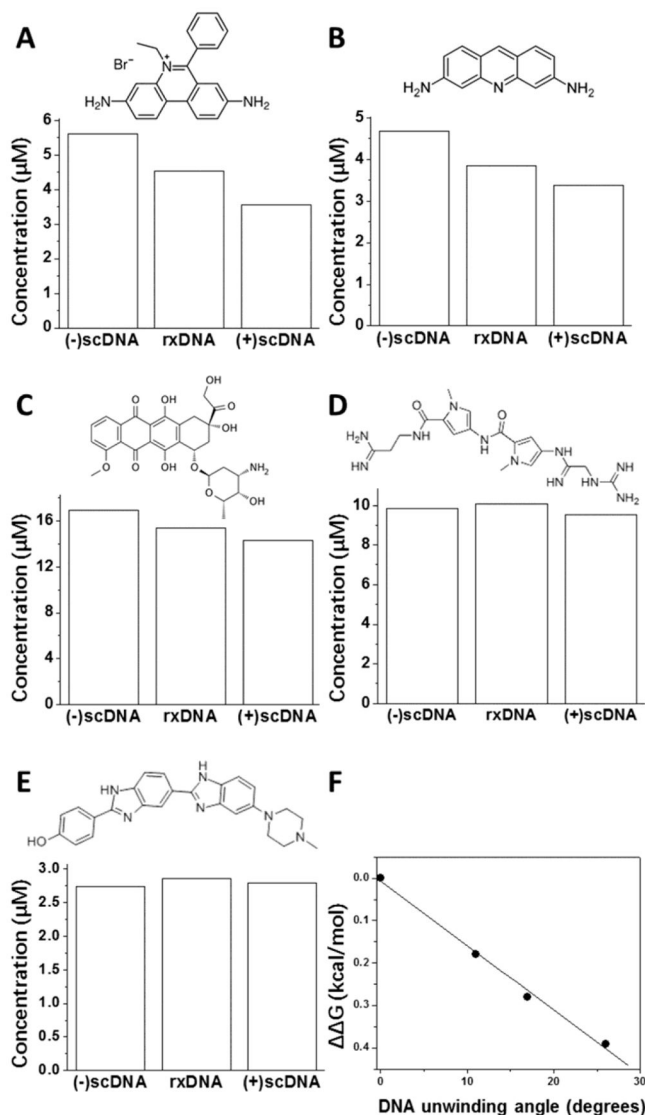 A
Br⁻
N⁺
H₂N
NH₂
Concentration (µM)
6
5
4
3
2
1
0
(-)scDNA rxDNA (+)scDNA
B
H₂N N NH₂
Concentration (µM)
5
4
3
2
1
0
(-)scDNA rxDNA (+)scDNA
C
OH
O OH O
OH
O O OH O
NH₂
O OH
Concentration (µM)
16
12
8
4
0
(-)scDNA rxDNA (+)scDNA
D
H₂N
NH
NH
O
N
NH
O
N
NH
NH
HN
NH
NH₂
Concentration (µM)
10
8
6
4
2
0
(-)scDNA rxDNA (+)scDNA
E
HN
N
H
N
N
N
N
HO
Concentration (µM)
3.0
2.5
2.0
1.5
1.0
0.5
0.0
(-)scDNA rxDNA (+)scDNA
F
ΔΔG (kcal/mol)
0.0
0.1
0.2
0.3
0.4
0 10 20 30
DNA unwinding angle (degrees)